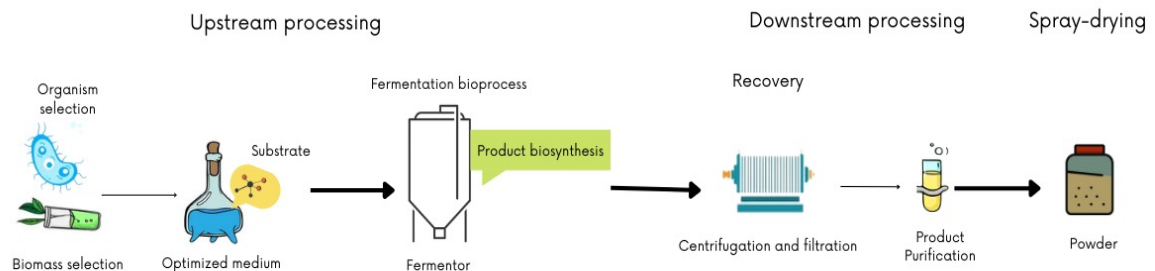 Upstream processing
Downstream processing
Spray-drying
Organism
selection
Biomass selection
Substrate
Optimized medium
Fermentation bioprocess
Product biosynthesis
Fermentor
Recovery
Centrifugation and filtration
Product
Purification
Powder